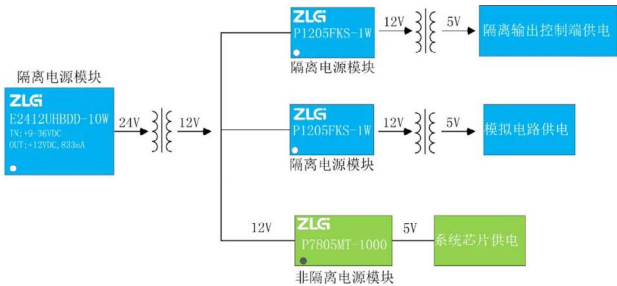 隔离电源模块
ZLG
E2412UHBDD-10W
IN:+9-36VDC
OUT:+12VDC,833mA
24V
12V
ZLG
P1205FKS-1W
隔离电源模块
12V
5V
隔离输出控制端供电
ZLG
P1205FKS-1W
隔离电源模块
12V
5V
模拟电路供电
12V
ZLG
P7805MT-1000
非隔离电源模块
5V
系统芯片供电